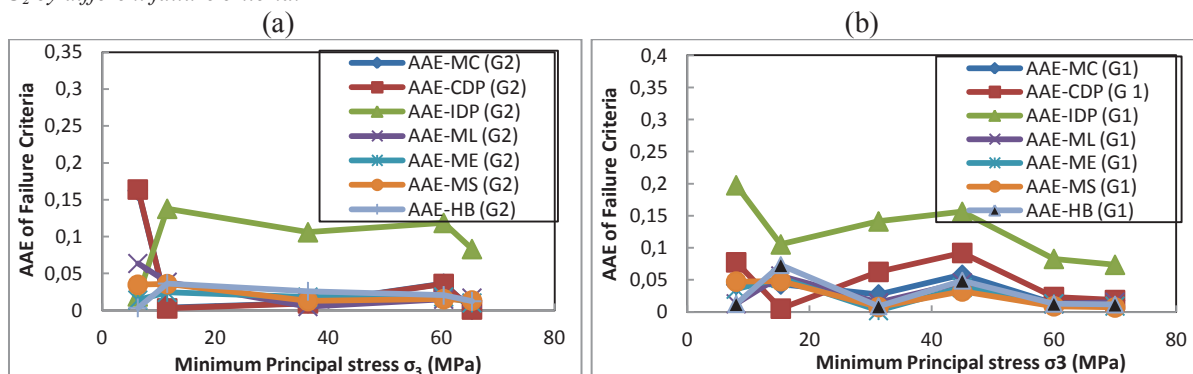 (a) (b)
0,35
0,3
0,25
0,2
0,15
0,1
0,05
0
0 20 40 60 80
AAE of Failure Criteria
Minimum Principal stress σ₃ (MPa)
AAE-MC (G2)
AAE-CDP (G2)
AAE-IDP (G2)
AAE-ML (G2)
AAE-ME (G2)
AAE-MS (G2)
AAE-HB (G2)
0,4
0,35
0,3
0,25
0,2
0,15
0,1
0,05
0
0 20 40 60 80
AAE of Failure Criteria
Minimum Principal stress σ3 (MPa)
AAE-MC (G1)
AAE-CDP (G 1)
AAE-IDP (G1)
AAE-ML (G1)
AAE-ME (G1)
AAE-MS (G1)
AAE-HB (G1)